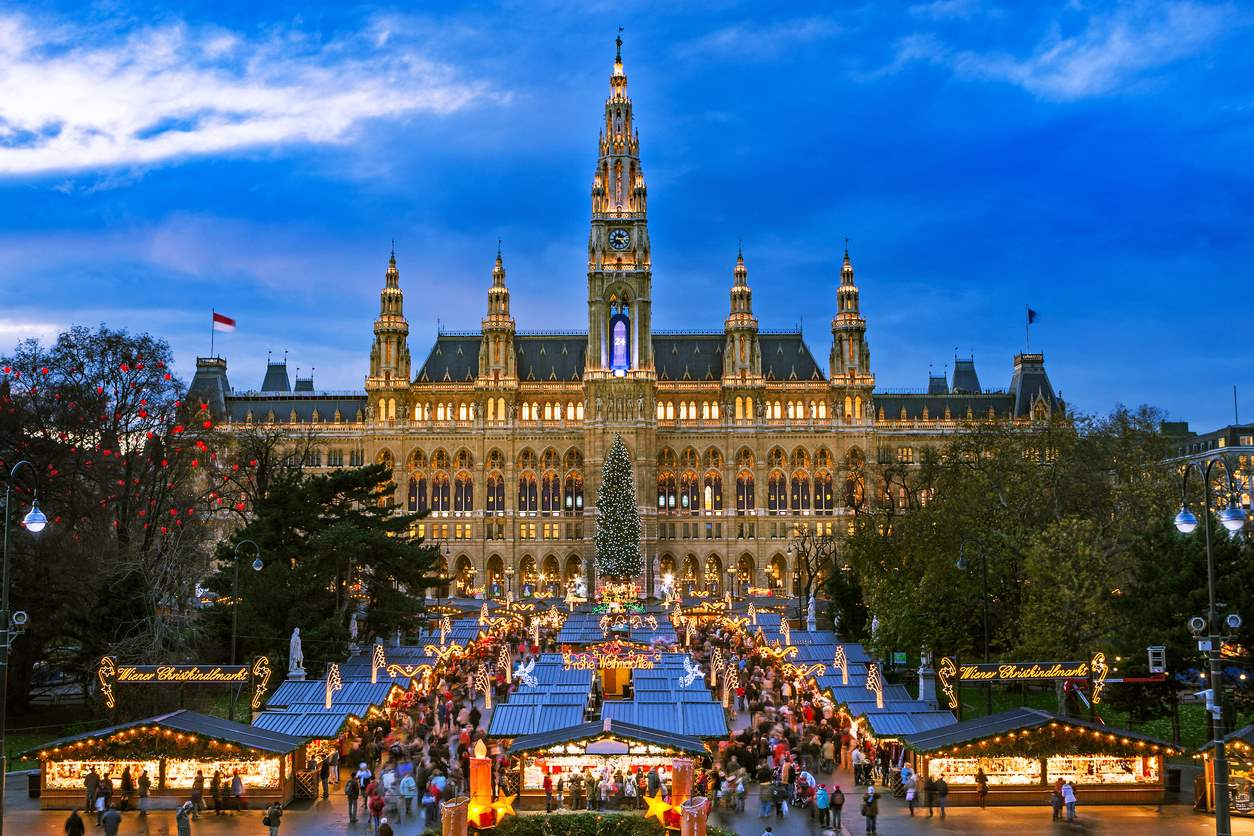 24
Frohe Weihnachten
Wiener Christkindlmarkt
Wiener Christkindlmarkt